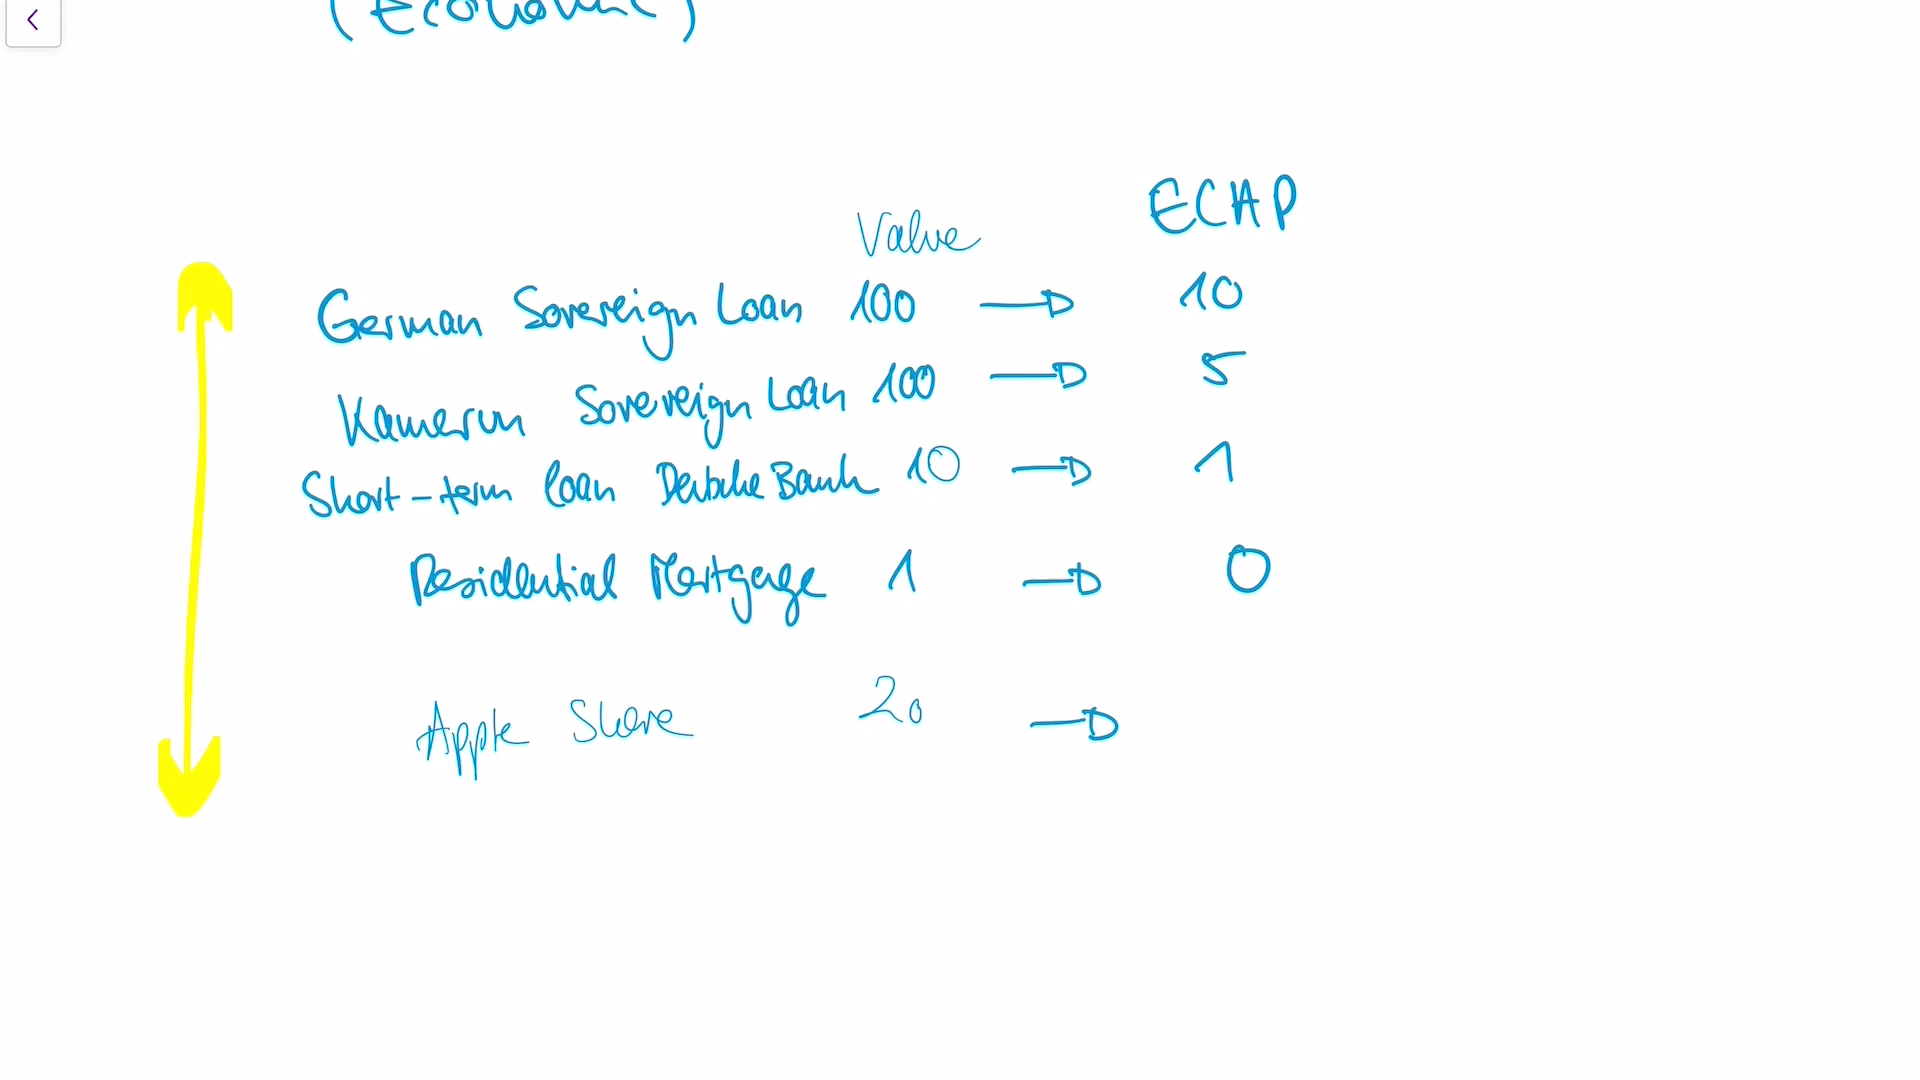 (Economic)
ECAP
Value
German Sovereign Loan 100 → 10
Kamerun Sovereign Loan 100 → 5
Short-term loan Deutsche Bank 10 → 1
Residential Mortgage 1 → 0
Apple Share 20 →